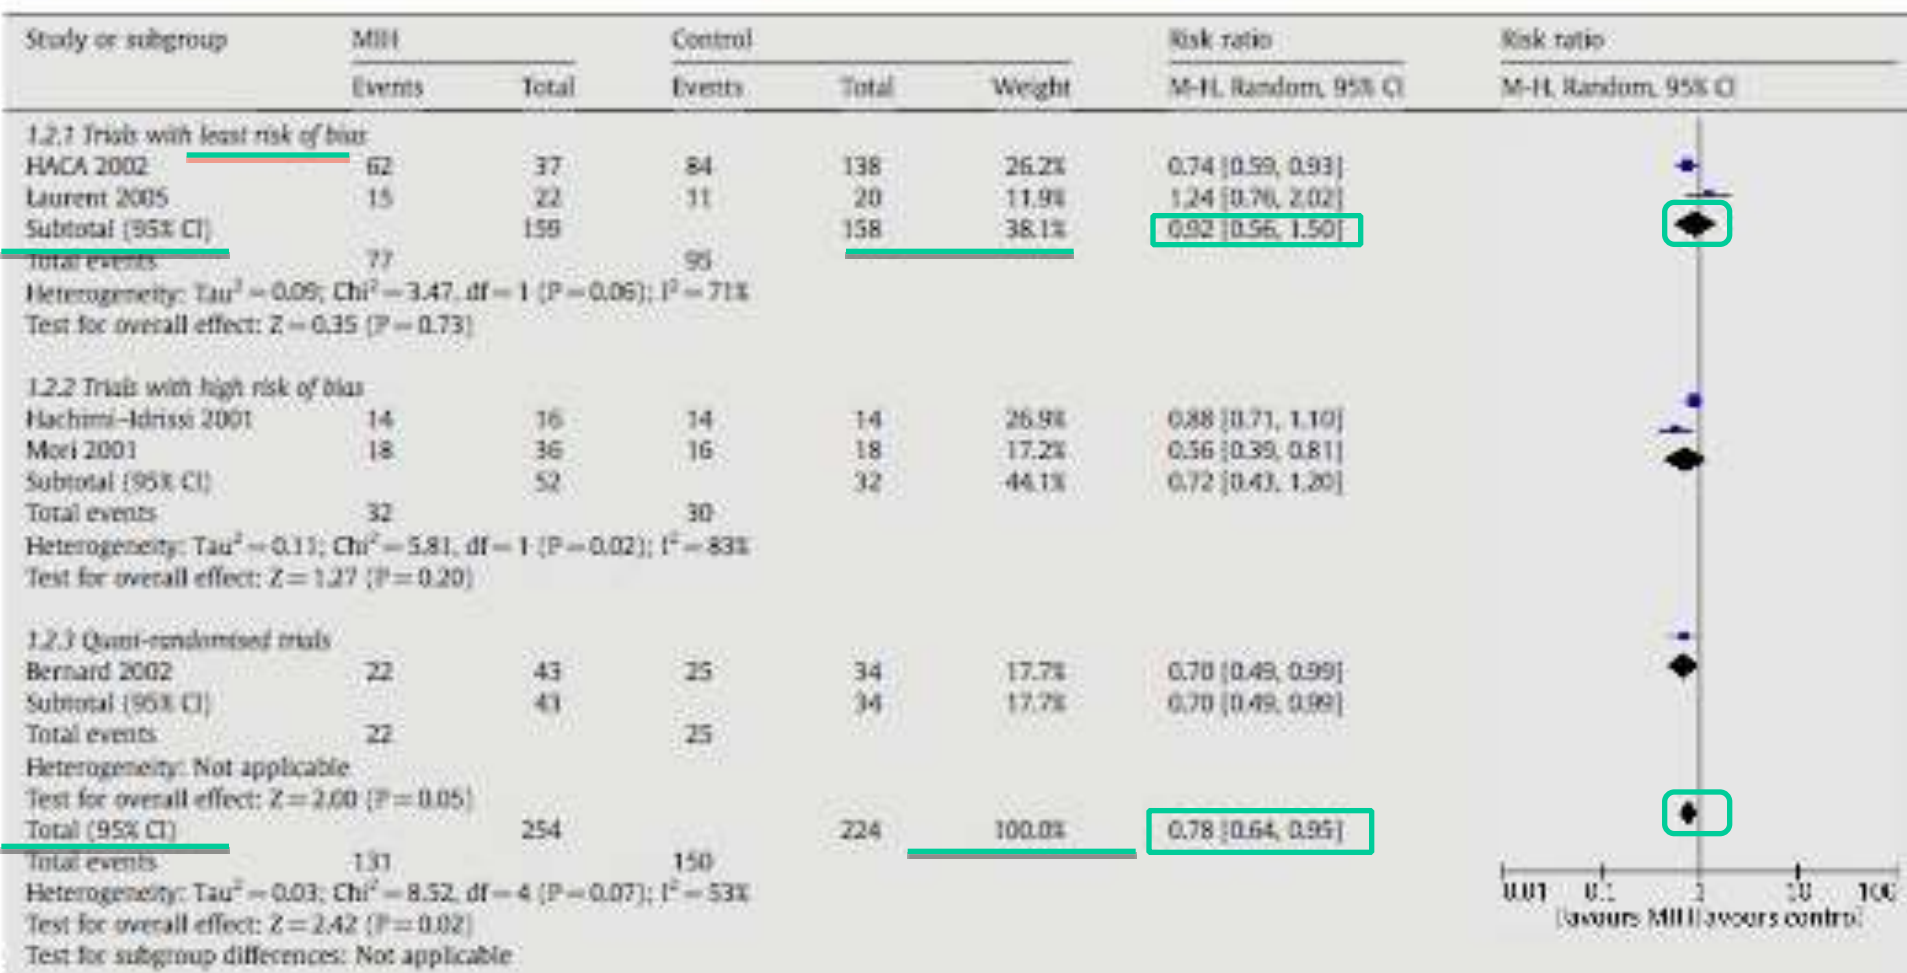 Study or subgroup MIH Control Risk ratio Risk ratio
Events Total Events Total Weight M-H, Random, 95% CI M-H, Random, 95% CI
1.2.1 Trials with least risk of bias
HACA 2002 62 37 84 138 26.2% 0.74 [0.59, 0.93]
Laurent 2005 15 22 11 20 11.9% 1.24 [0.76, 2.02]
Subtotal (95% CI) 159 158 38.1% 0.92 [0.56, 1.50]
Total events 77 95
Heterogeneity: Tau² = 0.09; Chi² = 3.47, df = 1 (P = 0.06); I² = 71%
Test for overall effect: Z = 0.35 (P = 0.73)
1.2.2 Trials with high risk of bias
Hachimi-Idrissi 2001 14 16 14 14 26.9% 0.88 [0.71, 1.10]
Mori 2001 18 36 16 18 17.2% 0.56 [0.39, 0.81]
Subtotal (95% CI) 52 32 44.1% 0.72 [0.43, 1.20]
Total events 32 30
Heterogeneity: Tau² = 0.11; Chi² = 5.81, df = 1 (P = 0.02); I² = 83%
Test for overall effect: Z = 1.27 (P = 0.20)
1.2.3 Quasi-randomised trials
Bernard 2002 22 43 25 34 17.7% 0.70 [0.49, 0.99]
Subtotal (95% CI) 43 34 17.7% 0.70 [0.49, 0.99]
Total events 22 25
Heterogeneity: Not applicable
Test for overall effect: Z = 2.00 (P = 0.05)
Total (95% CI) 254 224 100.0% 0.78 [0.64, 0.95]
Total events 131 150
Heterogeneity: Tau² = 0.03; Chi² = 8.52, df = 4 (P = 0.07); I² = 53%
Test for overall effect: Z = 2.42 (P = 0.02)
Test for subgroup differences: Not applicable
0.01 0.1 1 10 100
favours MIH favours control